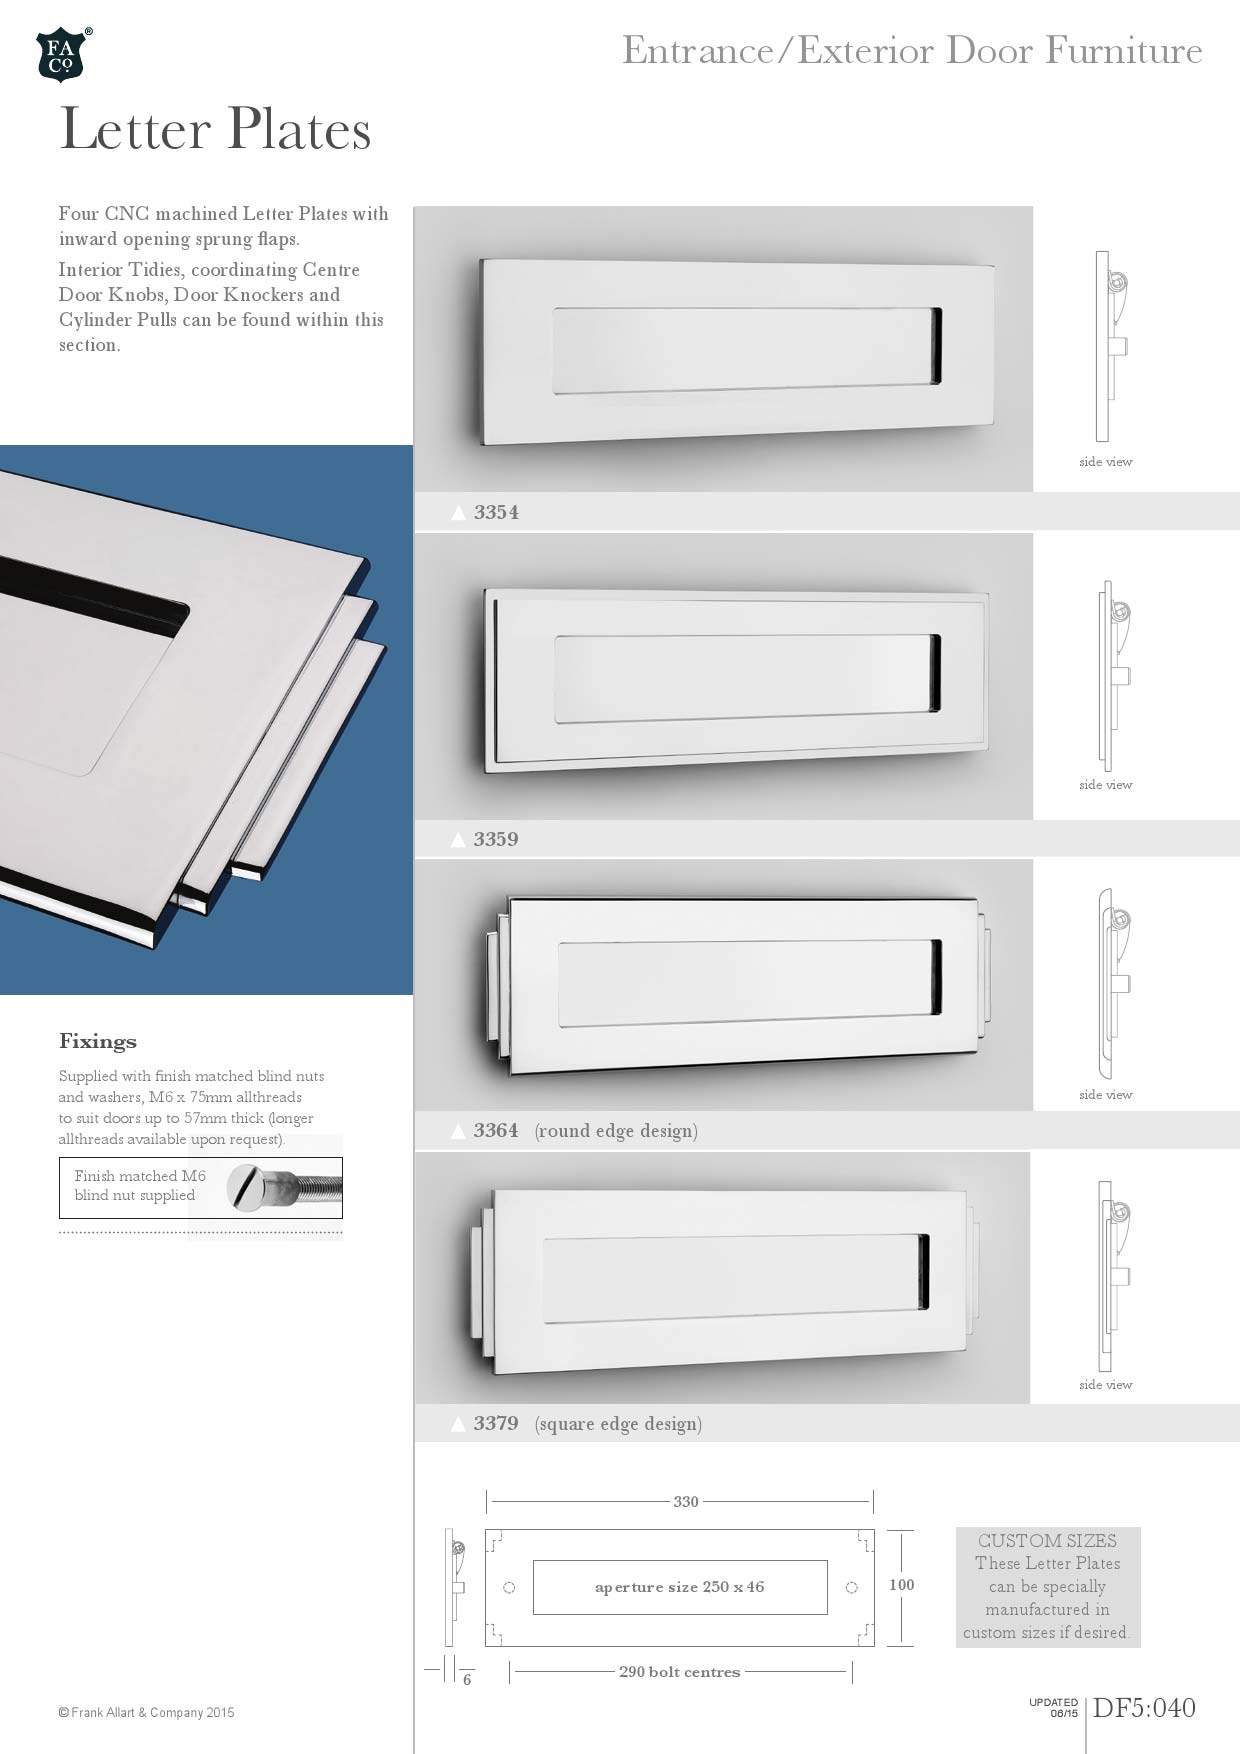 FA
Co.
®
Entrance/Exterior Door Furniture
Letter Plates
Four CNC machined Letter Plates with
inward opening sprung flaps.
Interior Tidies, coordinating Centre
Door Knobs, Door Knockers and
Cylinder Pulls can be found within this
section.
side view
▲ 3354
side view
▲ 3359
side view
▲ 3364 (round edge design)
side view
▲ 3379 (square edge design)
Fixings
Supplied with finish matched blind nuts
and washers, M6 x 75mm allthreads
to suit doors up to 57mm thick (longer
allthreads available upon request).
Finish matched M6
blind nut supplied
330
aperture size 250 x 46
100
290 bolt centres
6
CUSTOM SIZES
These Letter Plates
can be specially
manufactured in
custom sizes if desired.
© Frank Allart & Company 2015
UPDATED
06/15
DF5:040